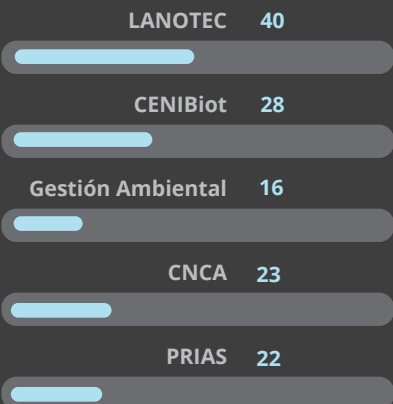 LANOTEC 40
CENIBiot 28
Gestión Ambiental 16
CNCA 23
PRIAS 22